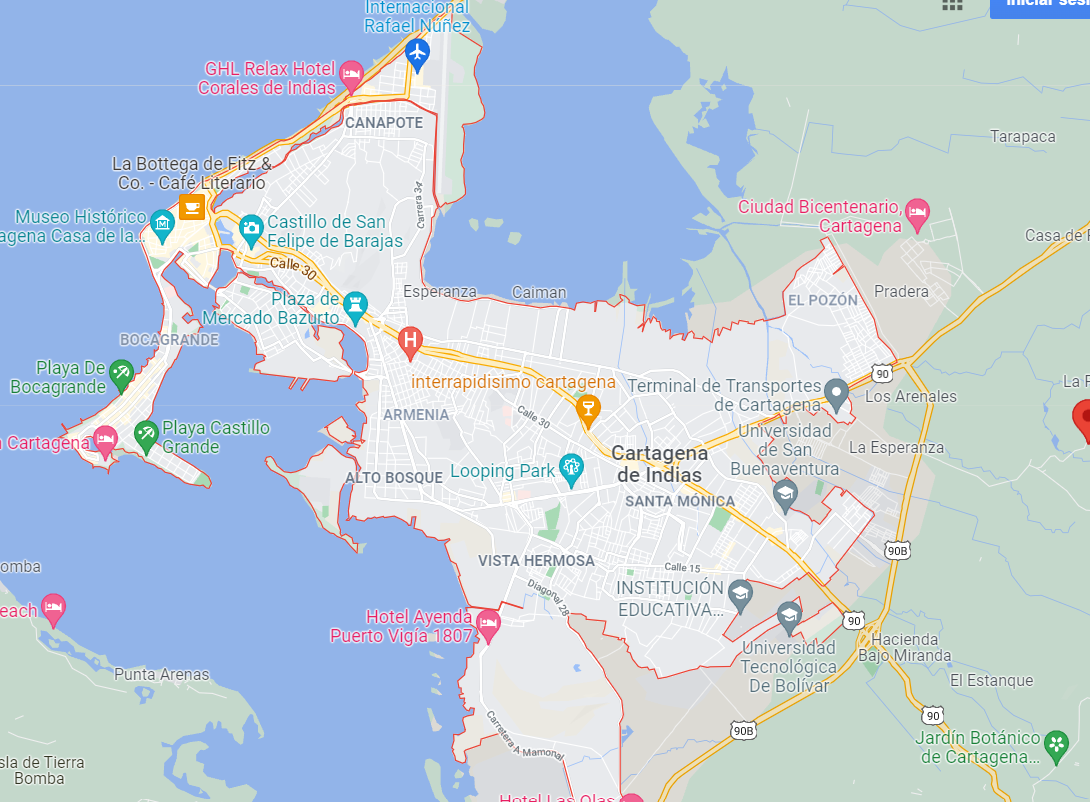 Internacional
Rafael Núñez
Iniciar sesi
GHL Relax Hotel
Corales de Indias
CANAPOTE
Tarapaca
La Bottega de Fitz &
Co. - Café Literario
Carrera 34
Museo Histórico
agena Casa de la...
Castillo de San
Felipe de Barajas
Ciudad Bicentenario,
Cartagena
Casa de P
Calle 30
Esperanza
Caiman
EL POZÓN
Pradera
Plaza de
Mercado Bazurto
BOCAGRANDE
H
90
Playa De
Bocagrande
interrapidisimo cartagena
Terminal de Transportes
de Cartagena
Los Arenales
La P
ARMENIA
Calle 30
Playa Castillo
Grande
n Cartagena
Universidad
de San
Buenaventura
La Esperanza
Cartagena
de Indias
ALTO BOSQUE
Looping Park
SANTA MÓNICA
90B
VISTA HERMOSA
omba
Calle 15
Diagonal 28
INSTITUCIÓN
EDUCATIVA...
each
Hotel Ayenda
Puerto Vigía 1807
90
Hacienda
Bajo Miranda
Universidad
Tecnológica
De Bolívar
Punta Arenas
El Estanque
90
90B
Carretera A Mamonal
Jardín Botánico
de Cartagena...
sla de Tierra
Bomba
Hotel Las Olas